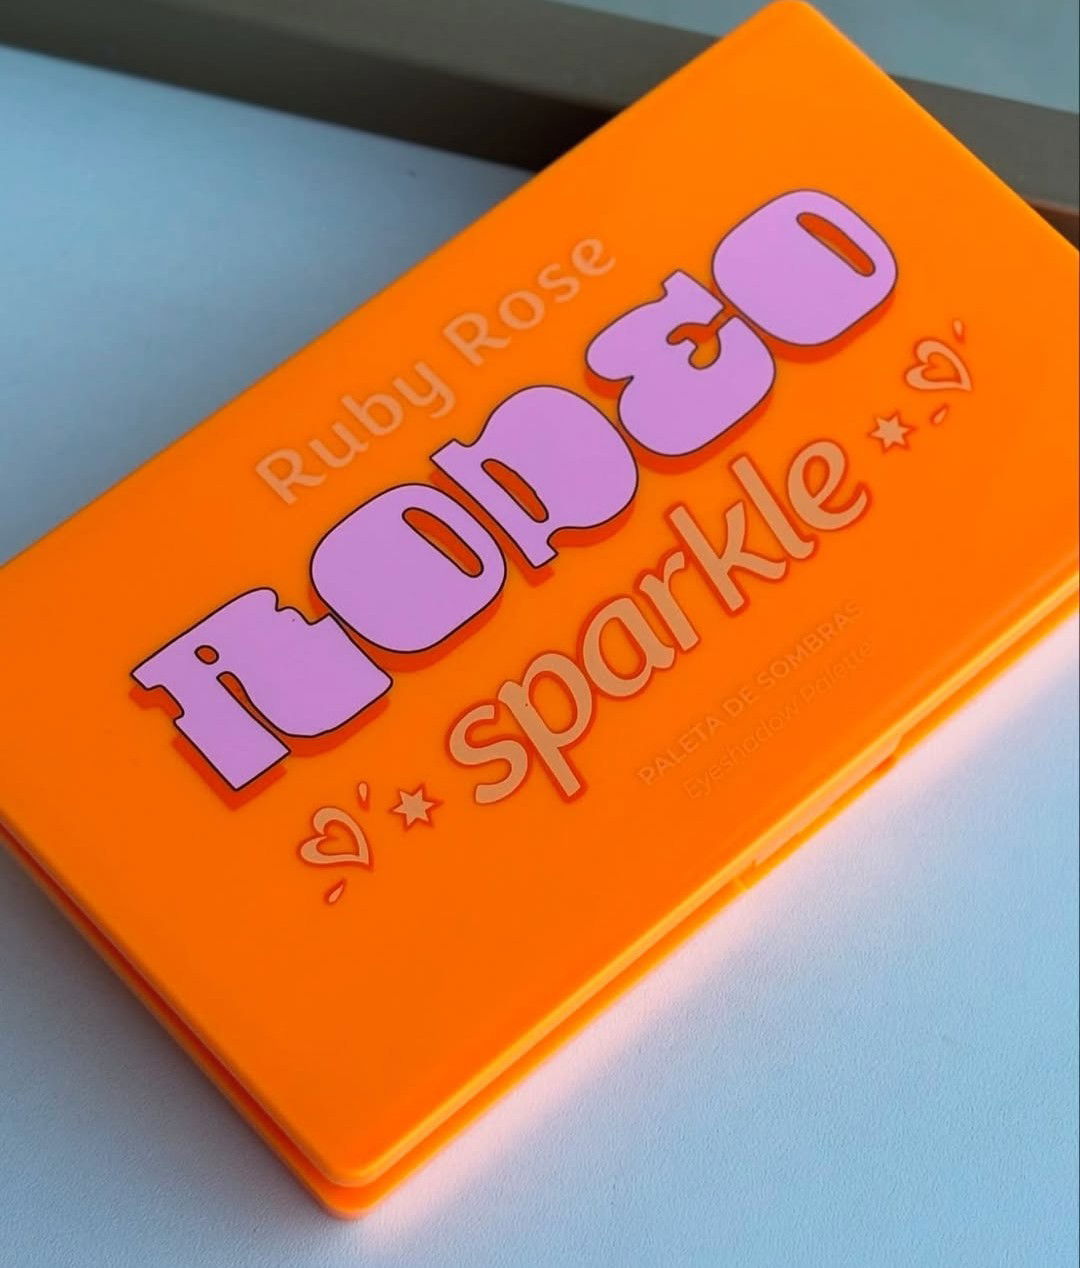 Ruby Rose
RODEO
sparkle
PALETA DE SOMBRAS
Eyeshadow Palette